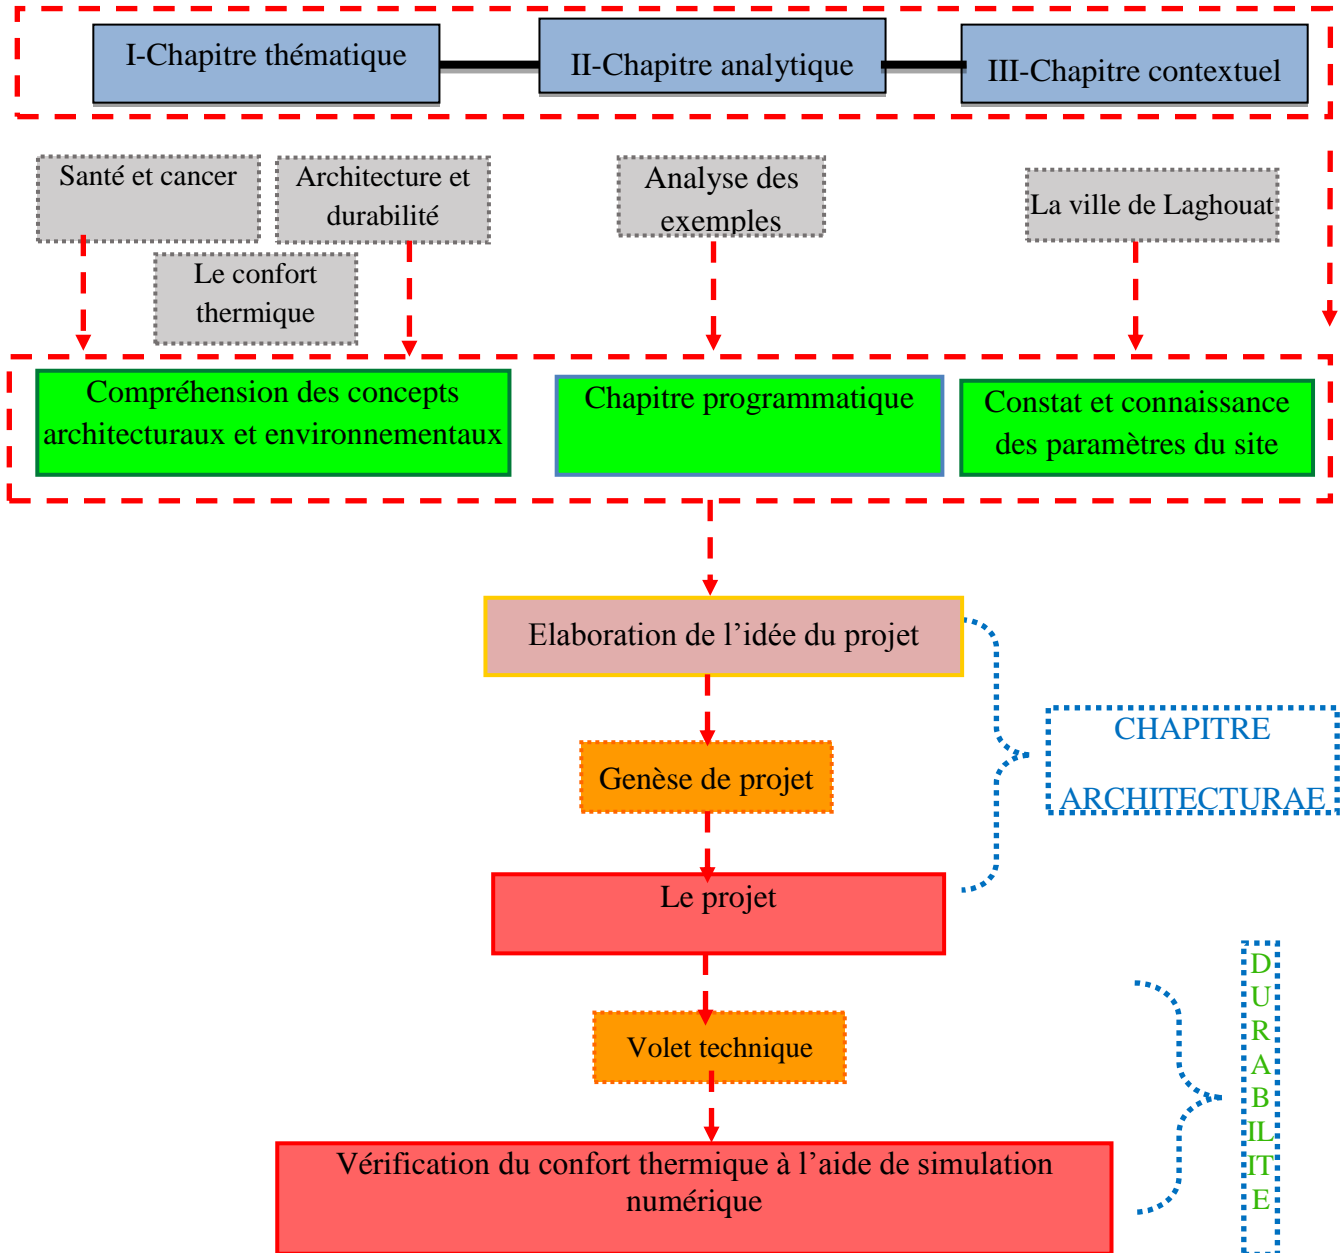 I-Chapitre thématique
II-Chapitre analytique
III-Chapitre contextuel
Santé et cancer
Architecture et
durabilité
Le confort
thermique
Analyse des
exemples
La ville de Laghouat
Compréhension des concepts
architecturaux et environnementaux
Chapitre programmatique
Constat et connaissance
des paramètres du site
Elaboration de l’idée du projet
Genèse de projet
CHAPITRE
ARCHITECTURAE
Le projet
Volet technique
Vérification du confort thermique à l’aide de simulation
numérique
D
U
R
A
B
IL
IT
E